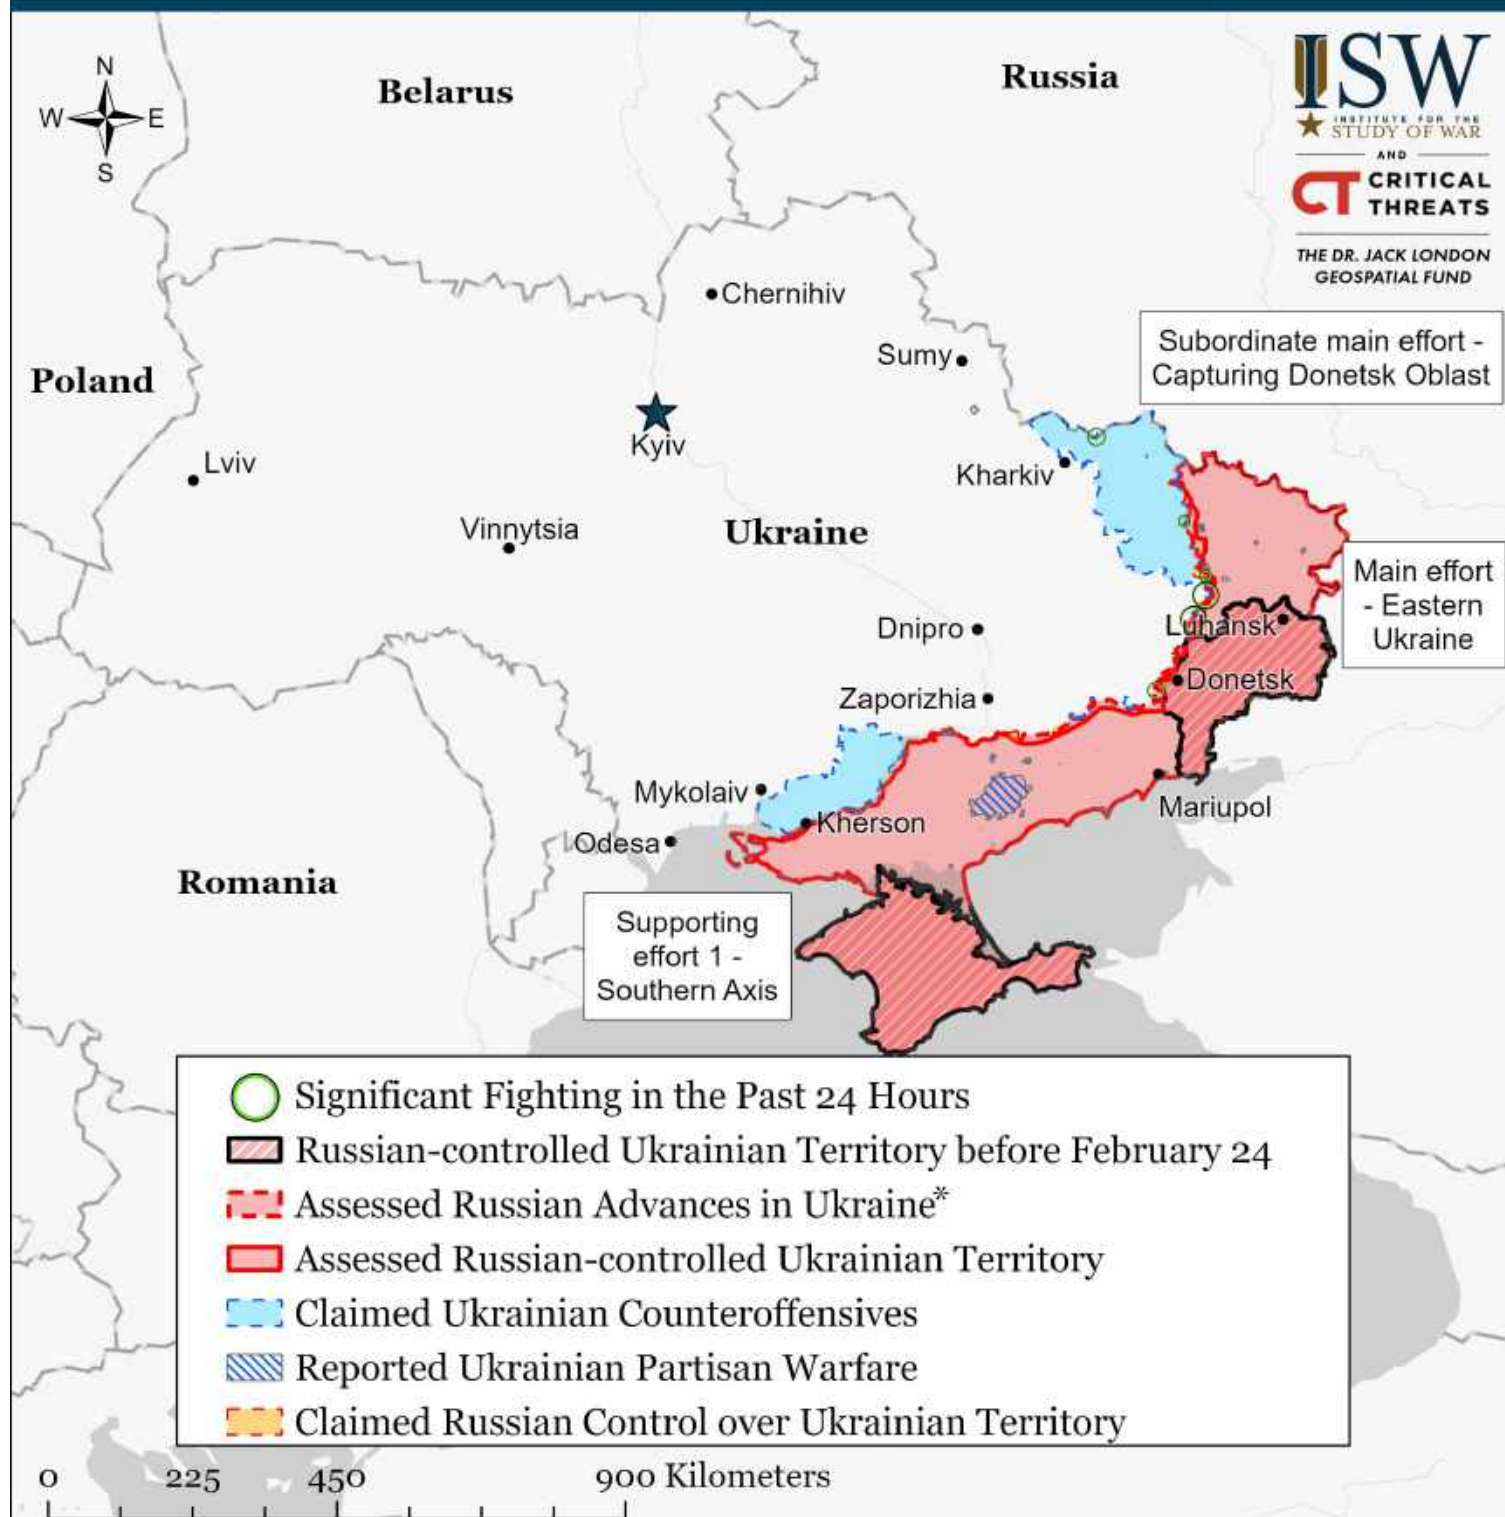 N
W E
S
Belarus
Russia
ISW
INSTITUTE FOR THE
STUDY OF WAR
AND
CT CRITICAL
THREATS
THE DR. JACK LONDON
GEOSPATIAL FUND
Chernihiv
Subordinate main effort -
Capturing Donetsk Oblast
Sumy
Poland
Kyiv
Lviv
Kharkiv
Vinnytsia
Ukraine
Main effort
- Eastern
Ukraine
Dnipro
Luhansk
Donetsk
Zaporizhia
Mykolaiv
Mariupol
Kherson
Odesa
Romania
Supporting
effort 1 -
Southern Axis
Significant Fighting in the Past 24 Hours
Russian-controlled Ukrainian Territory before February 24
Assessed Russian Advances in Ukraine*
Assessed Russian-controlled Ukrainian Territory
Claimed Ukrainian Counteroffensives
Reported Ukrainian Partisan Warfare
Claimed Russian Control over Ukrainian Territory
0 225 450 900 Kilometers